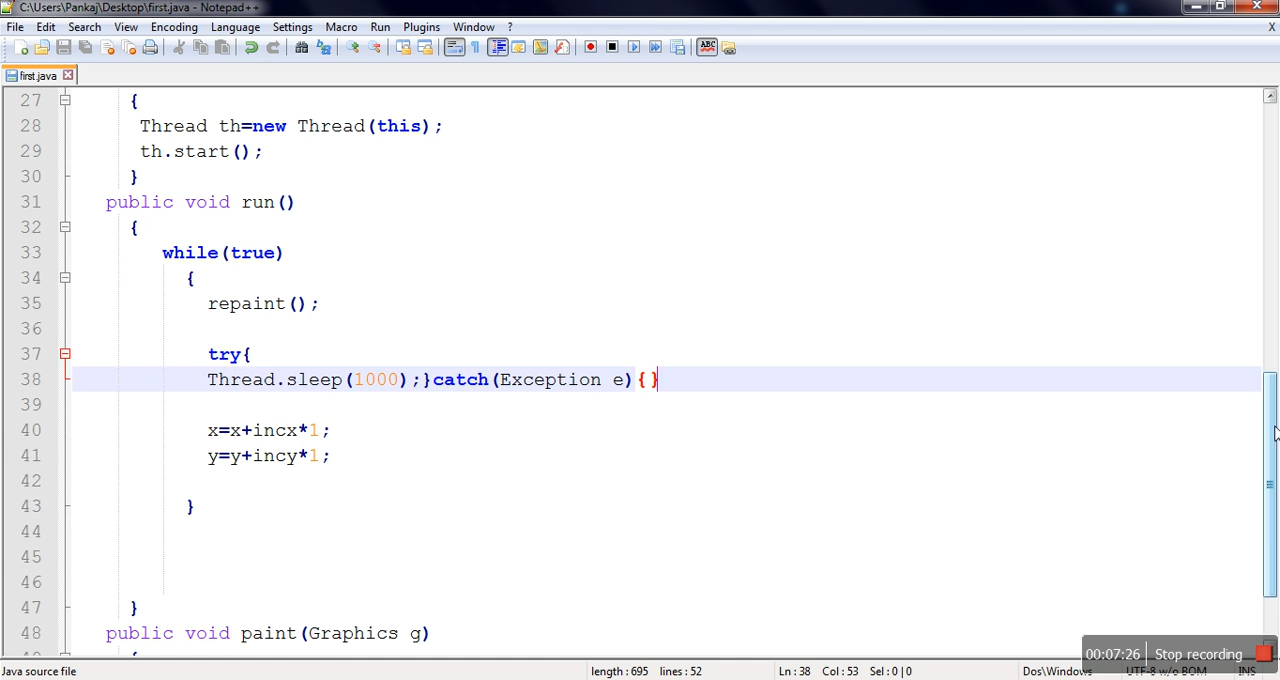 C:\Users\Pankaj\Desktop\first.java - Notepad++
File Edit Search View Encoding Language Settings Macro Run Plugins Window ? X
ABC
first.java
27 {
28 Thread th=new Thread(this);
29 th.start();
30 }
31 public void run()
32 {
33 while(true)
34 {
35 repaint();
36
37 try{
38 Thread.sleep(1000);}catch(Exception e){}
39
40 x=x+incx*1;
41 y=y+incy*1;
42
43 }
44
45
46
47 }
48 public void paint(Graphics g)
{
00:07:26 Stop recording
Java source file length:695 lines:52 Ln:38 Col:53 Sel:0|0 Dos\Windows UTF-8 w/o BOM INS